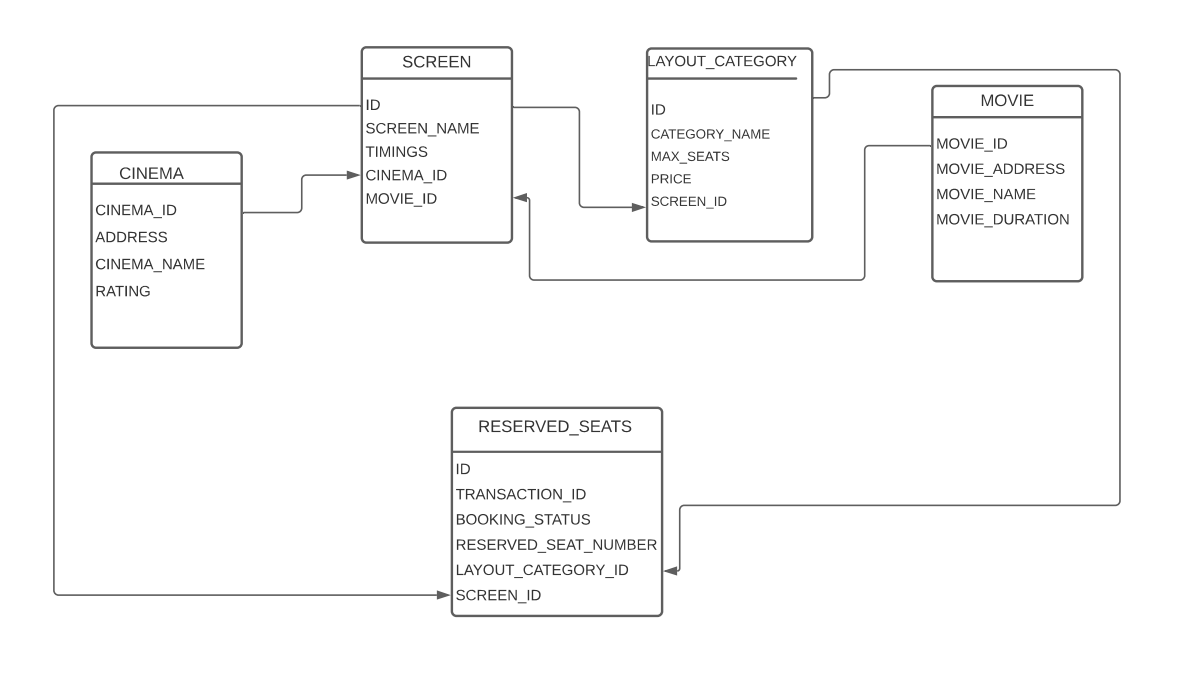 SCREEN
ID
SCREEN_NAME
TIMINGS
CINEMA_ID
MOVIE_ID
LAYOUT_CATEGORY
ID
CATEGORY_NAME
MAX_SEATS
PRICE
SCREEN_ID
MOVIE
MOVIE_ID
MOVIE_ADDRESS
MOVIE_NAME
MOVIE_DURATION
CINEMA
CINEMA_ID
ADDRESS
CINEMA_NAME
RATING
RESERVED_SEATS
ID
TRANSACTION_ID
BOOKING_STATUS
RESERVED_SEAT_NUMBER
LAYOUT_CATEGORY_ID
SCREEN_ID